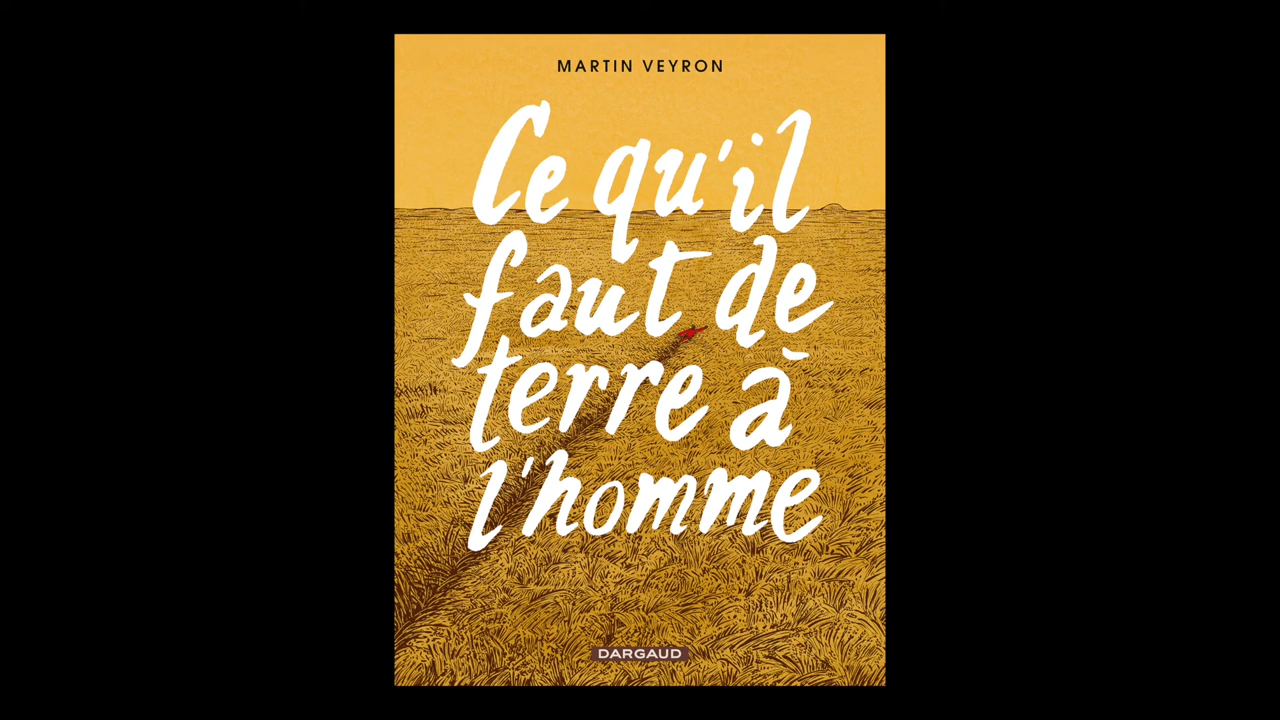 MARTIN VEYRON
Ce qu'il
faut de
terre à
l'homme
DARGAUD